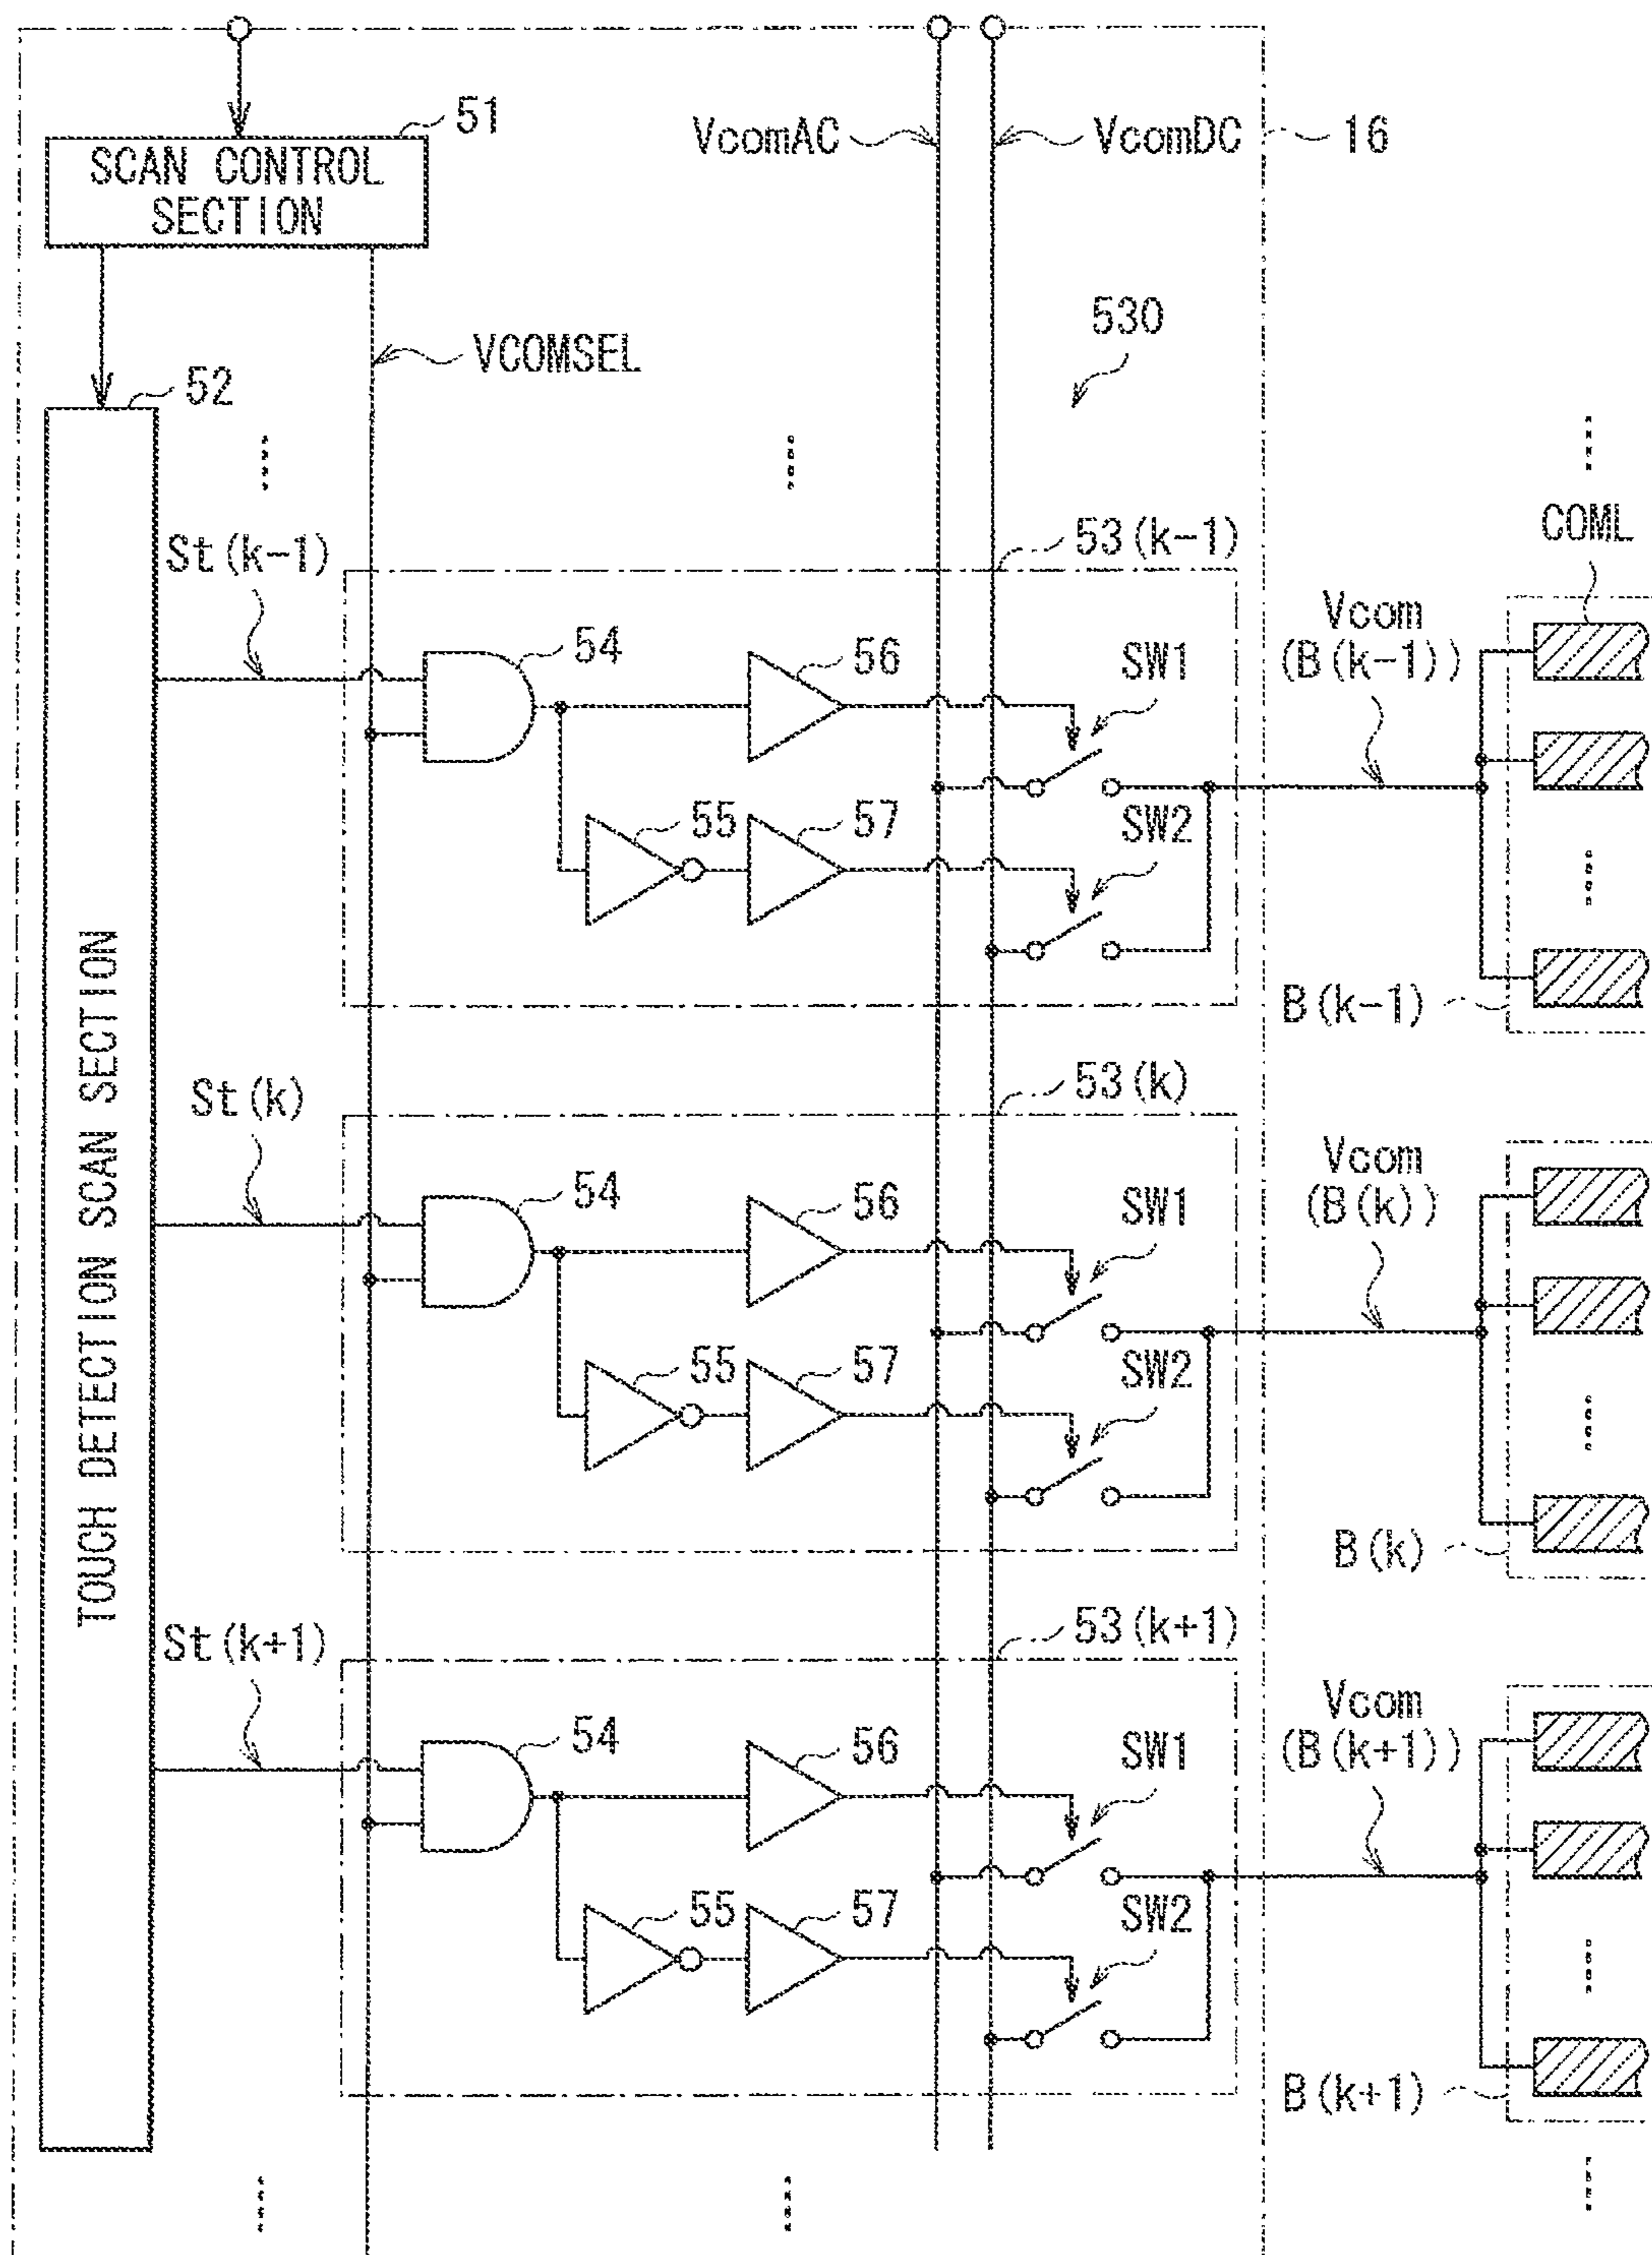 51
VcomAC
VcomDC
16
SCAN CONTROL
SECTION
530
VCOMSEL
52
COML
St(k-1)
53(k-1)
Vcom
(B(k-1))
54
56
SW1
55
57
SW2
B(k-1)
TOUCH DETECTION SCAN SECTION
St(k)
53(k)
Vcom
(B(k))
54
56
SW1
55
57
SW2
B(k)
St(k+1)
53(k+1)
Vcom
(B(k+1))
54
56
SW1
55
57
SW2
B(k+1)